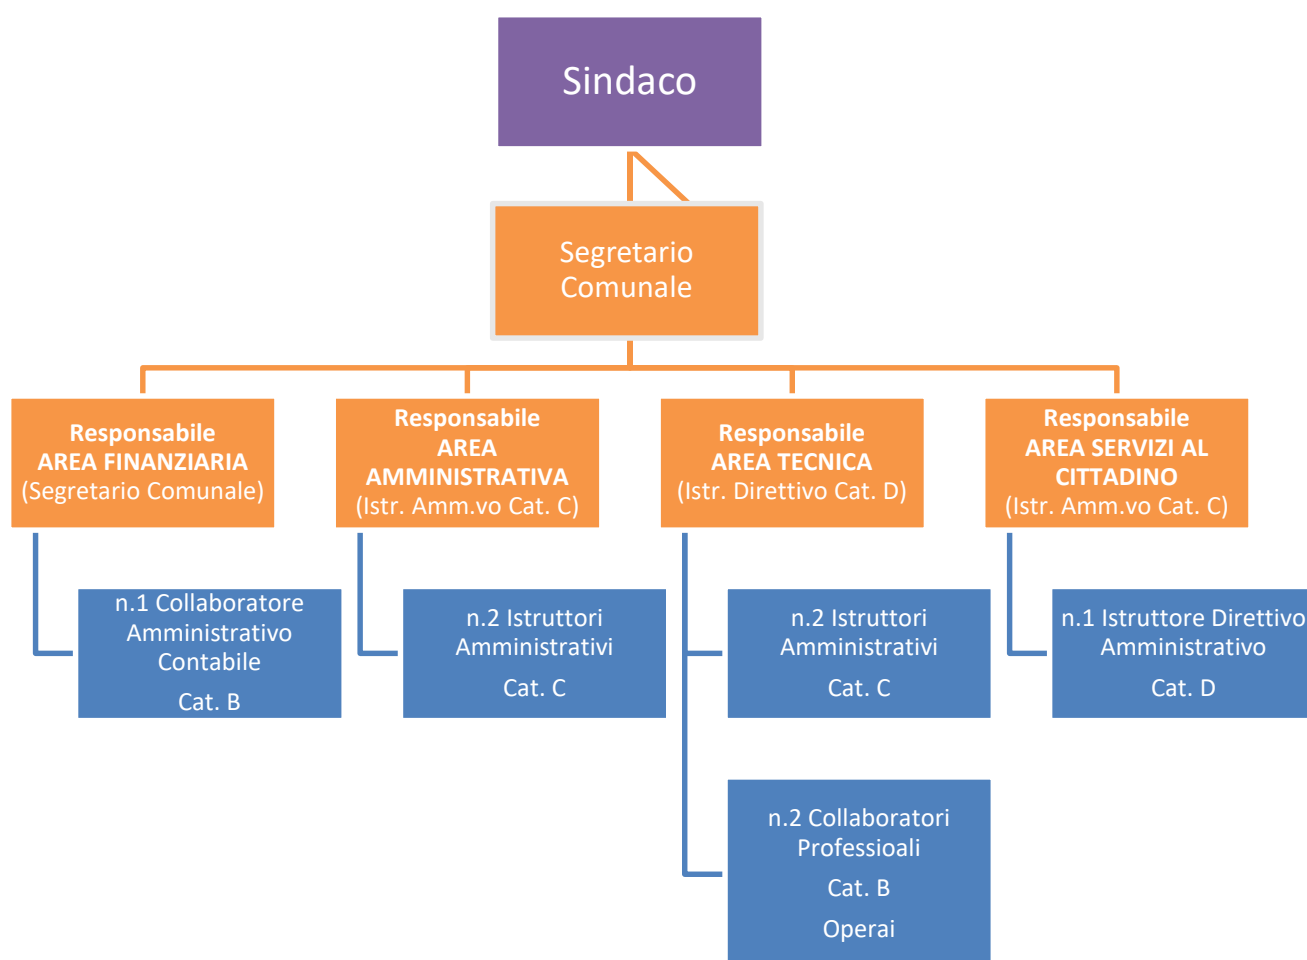 Sindaco
Segretario
Comunale
Responsabile
AREA FINANZIARIA
(Segretario Comunale)
Responsabile
AREA
AMMINISTRATIVA
(Istr. Amm.vo Cat. C)
Responsabile
AREA TECNICA
(Istr. Direttivo Cat. D)
Responsabile
AREA SERVIZI AL
CITTADINO
(Istr. Amm.vo Cat. C)
n.1 Collaboratore
Amministrativo
Contabile
Cat. B
n.2 Istruttori
Amministrativi
Cat. C
n.2 Istruttori
Amministrativi
Cat. C
n.1 Istruttore Direttivo
Amministrativo
Cat. D
n.2 Collaboratori
Professioali
Cat. B
Operai